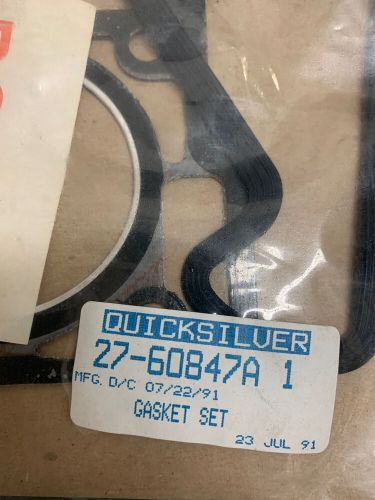 QUICKSILVER
27-60847A 1
MFG. D/C 07/22/91
GASKET SET
23 JUL 91